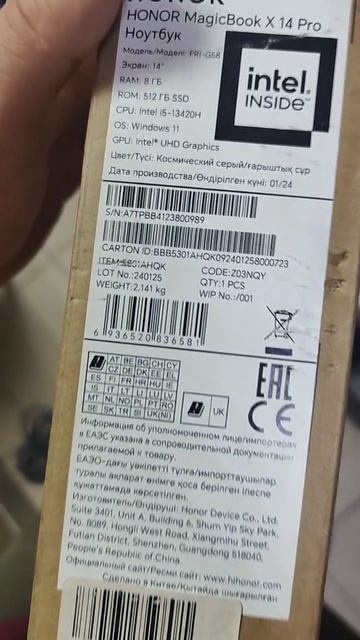 HONOR
HONOR MagicBook X 14 Pro
Ноутбук
Модель/Моделі: FRI-G58
Экран: 14"
RAM: 8 ГБ
ROM: 512 ГБ SSD
CPU: Intel i5-13420H
OS: Windows 11
GPU: Intel® UHD Graphics
Цвет/Түсі: Космический серый/ғарыштық сұр
Дата производства/Өндірілген күні: 01/24
intel.
INSIDE™
S/N:A7TPBB4123800989
CARTON ID:BBB5301AHQK092401258000723
ITEM:5301AHQK
CODE:Z03NQY
LOT No.:240125
QTY:1 PCS
WEIGHT:2.141 kg
WIP No.:/001
6 936520 836581
AT BE BG CH CY
CZ DE DK EE EL
ES FI FR HR HU IE
IS IT LT LU LV
MT NL NO PL PT RO
SE SK TR SI UK(NI)
UK
EAC
CE
Информация об уполномоченном лице/импортерах
в ЕАЭС указана в сопроводительной документации
прилагаемой к товару.
ЕАЭО-дағы уәкілетті тұлға/импорттаушылар
туралы ақпарат өнімге қоса берілген ілеспе
құжаттамада көрсетілген.
Изготовитель/Өндіруші: Honor Device Co., Ltd.
Suite 3401, Unit A, Building 6, Shum Yip Sky Park,
No. 8089, Hongli West Road, Xiangmihu Street,
Futian District, Shenzhen, Guangdong 518040,
People's Republic of China.
Официальный сайт/Ресми сайт: www.hihonor.com
Сделано в Китае/Қытайда шығарылған